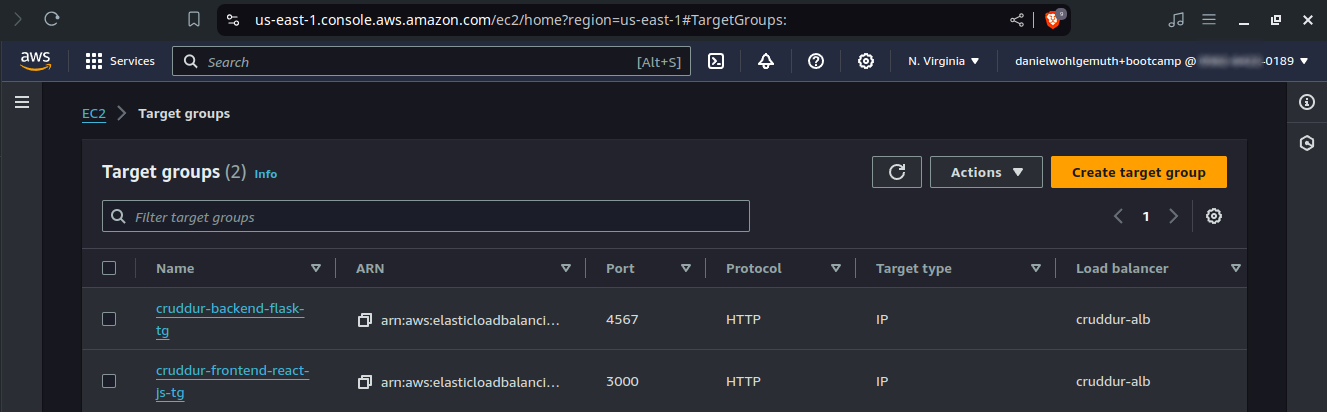 us-east-1.console.aws.amazon.com/ec2/home?region=us-east-1#TargetGroups:
9
aws
Services
Search
[Alt+S]
N. Virginia
danielwohlgemuth+bootcamp @ -0189
EC2
Target groups
Target groups (2) Info
Actions
Create target group
Filter target groups
1
Name ARN Port Protocol Target type Load balancer
cruddur-backend-flask-
tg
arn:aws:elasticloadbalanci… 4567 HTTP IP cruddur-alb
cruddur-frontend-react-
js-tg
arn:aws:elasticloadbalanci… 3000 HTTP IP cruddur-alb